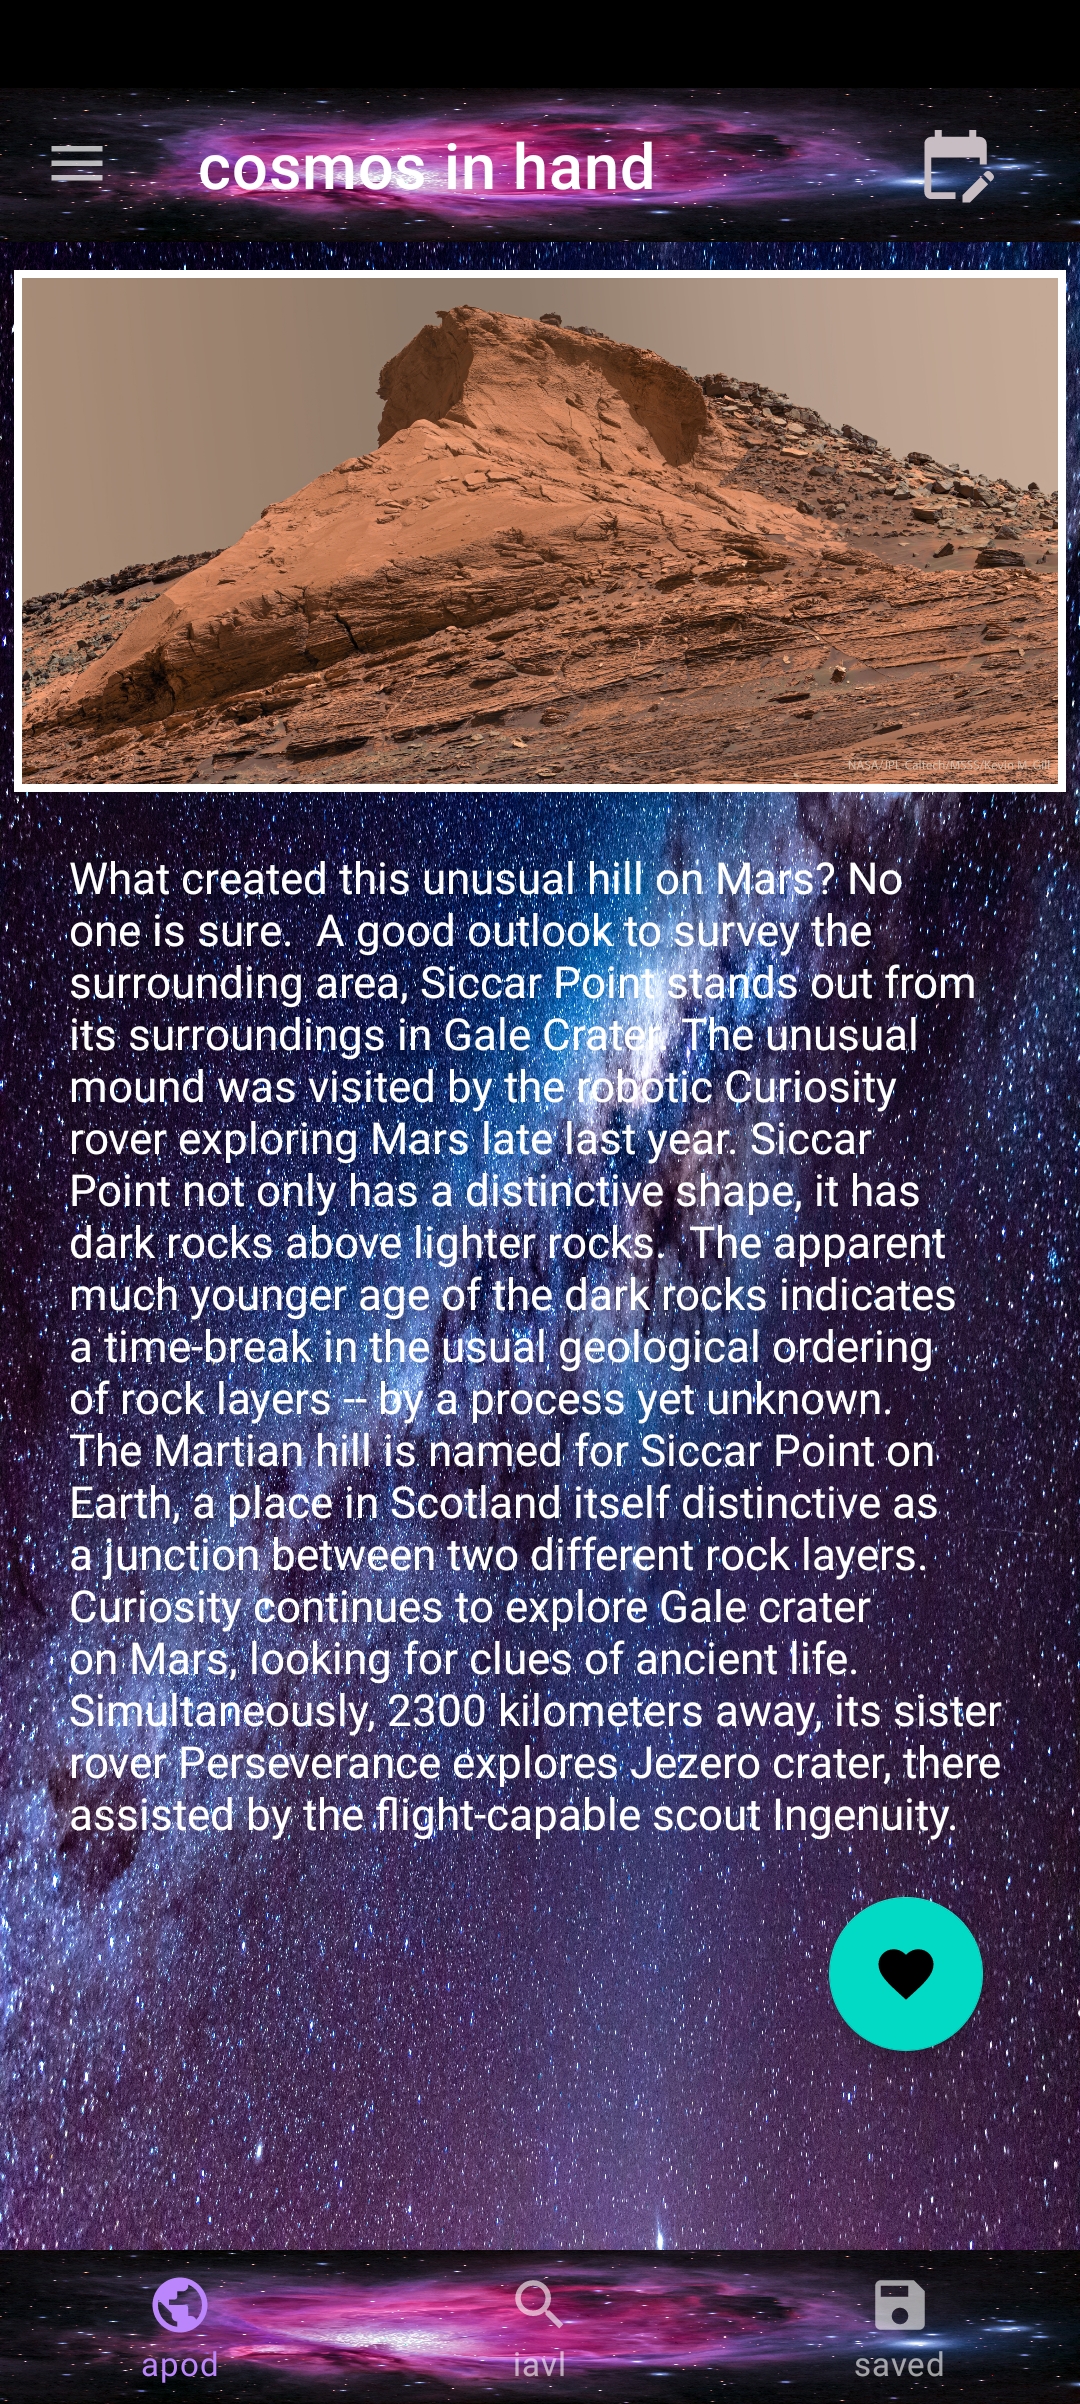 cosmos in hand
NASA/JPL-Caltech/MSSS/Kevin M. Gill
What created this unusual hill on Mars? No
one is sure.  A good outlook to survey the
surrounding area, Siccar Point stands out from
its surroundings in Gale Crater.  The unusual
mound was visited by the robotic Curiosity
rover exploring Mars late last year. Siccar
Point not only has a distinctive shape, it has
dark rocks above lighter rocks.  The apparent
much younger age of the dark rocks indicates
a time-break in the usual geological ordering
of rock layers -- by a process yet unknown.
The Martian hill is named for Siccar Point on
Earth, a place in Scotland itself distinctive as
a junction between two different rock layers.
Curiosity continues to explore Gale crater
on Mars, looking for clues of ancient life.
Simultaneously, 2300 kilometers away, its sister
rover Perseverance explores Jezero crater, there
assisted by the flight-capable scout Ingenuity.
apod
iavl
saved